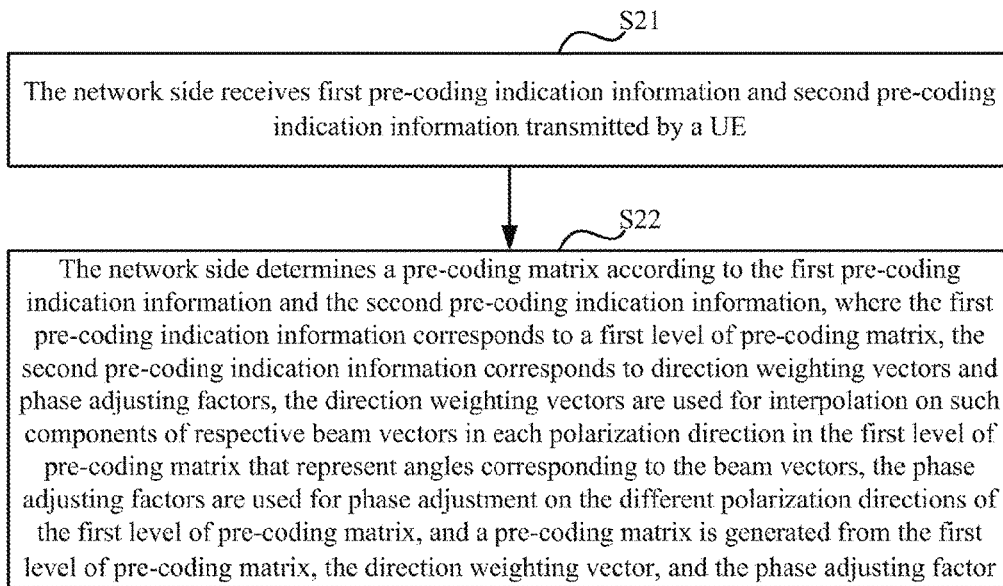 S21
The network side receives first pre-coding indication information and second pre-coding
indication information transmitted by a UE
S22
The network side determines a pre-coding matrix according to the first pre-coding
indication information and the second pre-coding indication information, where the first
pre-coding indication information corresponds to a first level of pre-coding matrix, the
second pre-coding indication information corresponds to direction weighting vectors and
phase adjusting factors, the direction weighting vectors are used for interpolation on such
components of respective beam vectors in each polarization direction in the first level of
pre-coding matrix that represent angles corresponding to the beam vectors, the phase
adjusting factors are used for phase adjustment on the different polarization directions of
the first level of pre-coding matrix, and a pre-coding matrix is generated from the first
level of pre-coding matrix, the direction weighting vector, and the phase adjusting factor